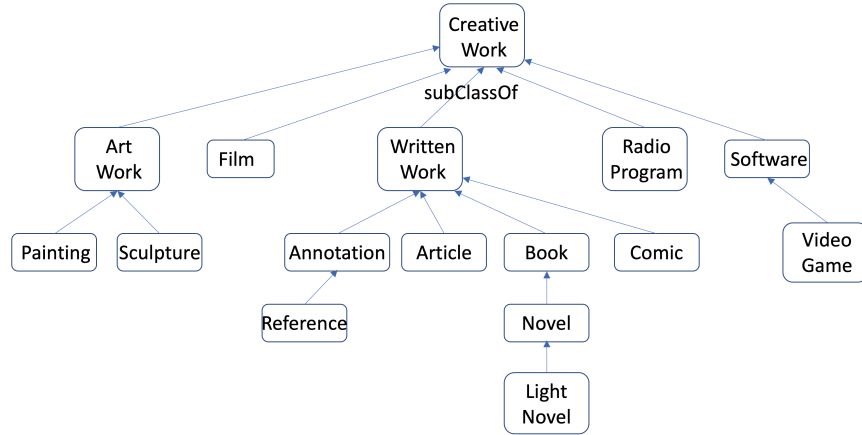 Creative
Work
subClassOf
Art
Work
Film
Written
Work
Radio
Program
Software
Painting
Sculpture
Annotation
Article
Book
Comic
Video
Game
Reference
Novel
Light
Novel